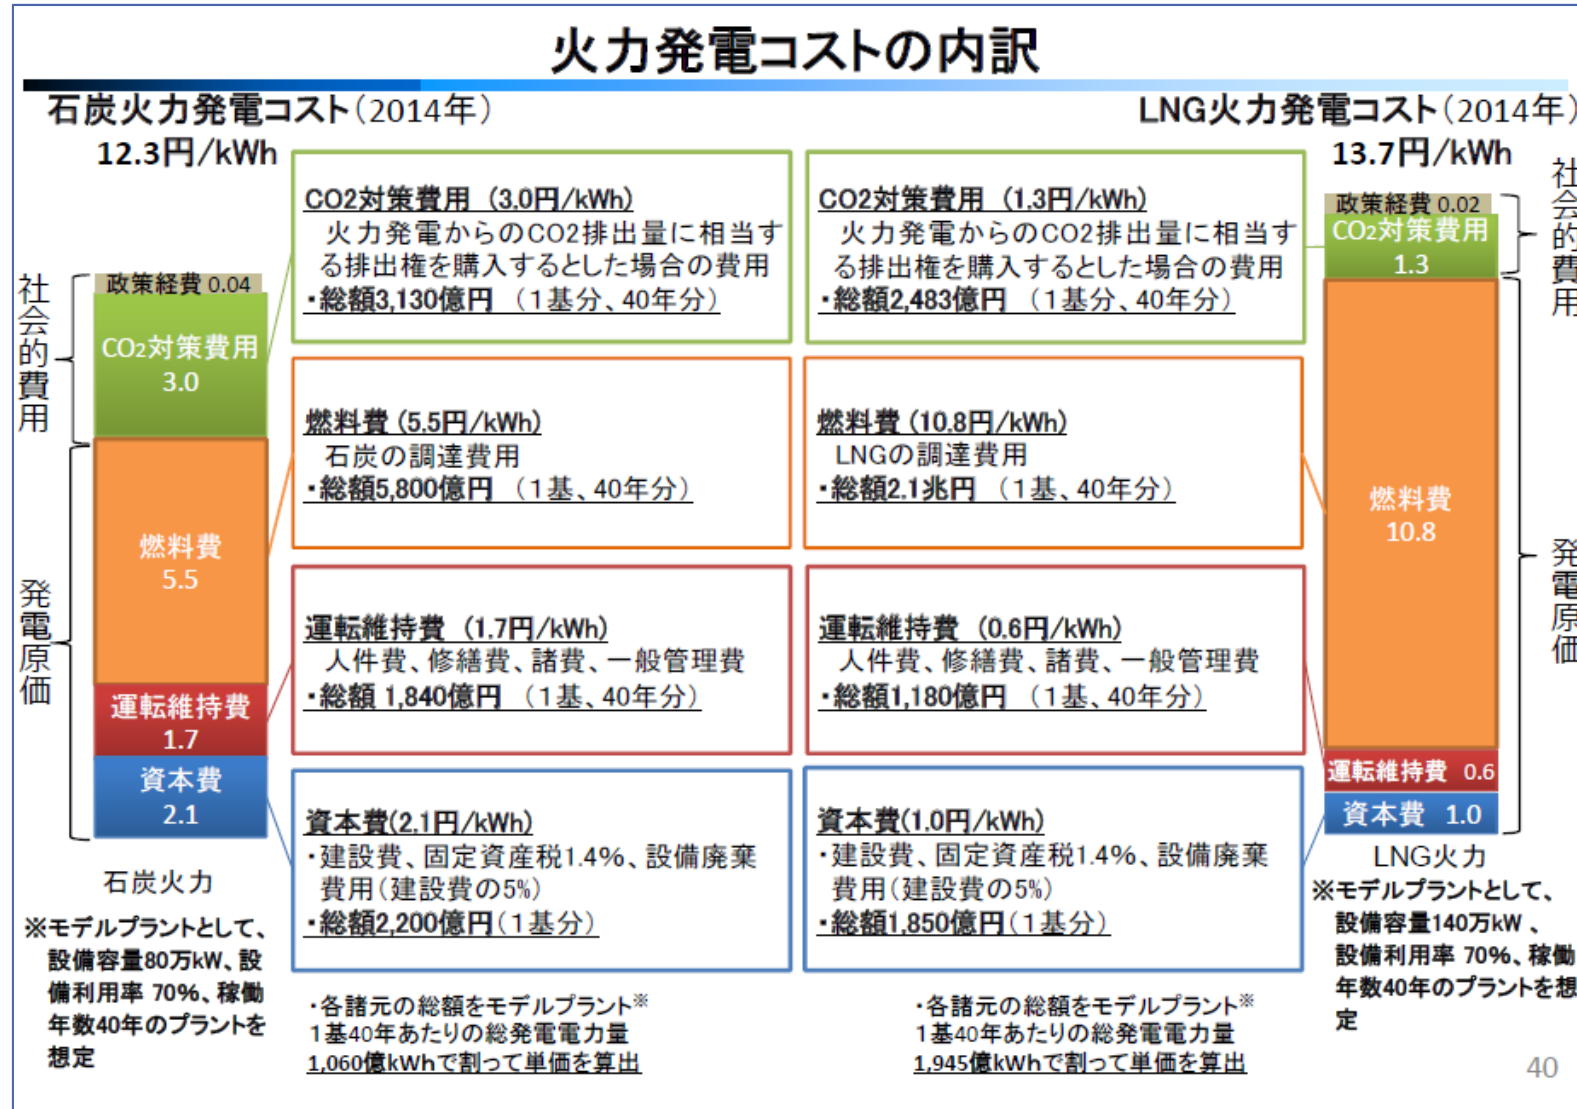 火力発電コストの内訳
石炭火力発電コスト（2014年）
12.3円/kWh
LNG火力発電コスト（2014年）
13.7円/kWh
社会的費用
発電原価
政策経費 0.04
CO2対策費用
3.0
燃料費
5.5
運転維持費
1.7
資本費
2.1
石炭火力
※モデルプラントとして、
設備容量80万kW、設
備利用率 70%、稼働
年数40年のプラントを
想定
CO2対策費用 (3.0円/kWh)
火力発電からのCO2排出量に相当す
る排出権を購入するとした場合の費用
・総額3,130億円 （1基分、40年分）
燃料費 (5.5円/kWh)
石炭の調達費用
・総額5,800億円 （1基、40年分）
運転維持費 (1.7円/kWh)
人件費、修繕費、諸費、一般管理費
・総額 1,840億円 （1基、40年分）
資本費(2.1円/kWh)
・建設費、固定資産税1.4%、設備廃棄
費用（建設費の5%）
・総額2,200億円（1基分）
・各諸元の総額をモデルプラント※
1基40年あたりの総発電電力量
1,060億kWhで割って単価を算出
CO2対策費用 (1.3円/kWh)
火力発電からのCO2排出量に相当す
る排出権を購入するとした場合の費用
・総額2,483億円 （1基分、40年分）
燃料費 (10.8円/kWh)
LNGの調達費用
・総額2.1兆円 （1基、40年分）
運転維持費 (0.6円/kWh)
人件費、修繕費、諸費、一般管理費
・総額1,180億円 （1基、40年分）
資本費(1.0円/kWh)
・建設費、固定資産税1.4%、設備廃棄
費用（建設費の5%）
・総額1,850億円（1基分）
・各諸元の総額をモデルプラント※
1基40年あたりの総発電電力量
1,945億kWhで割って単価を算出
政策経費 0.02
CO2対策費用
1.3
燃料費
10.8
運転維持費 0.6
資本費 1.0
社会的費用
発電原価
LNG火力
※モデルプラントとして、
設備容量140万kW 、
設備利用率 70%、稼働
年数40年のプラントを想
定
40